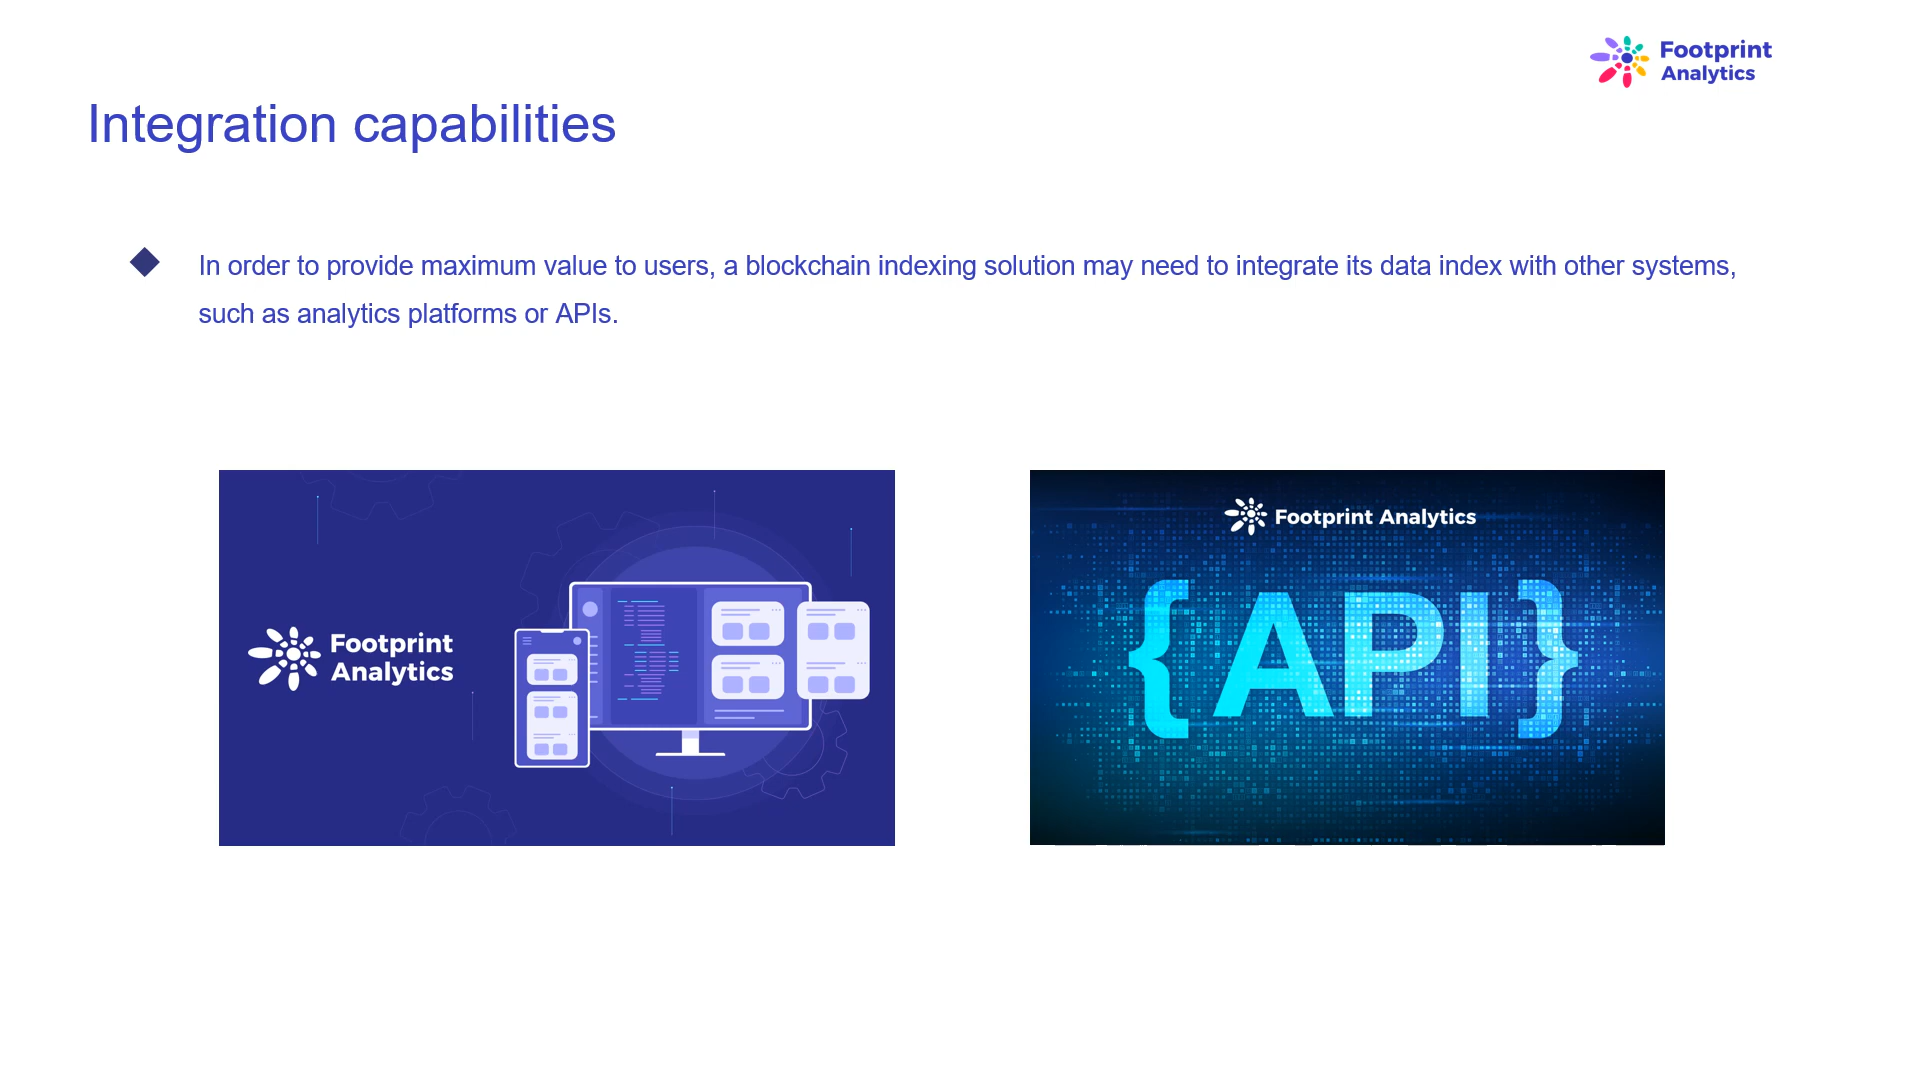 Footprint
Analytics
Integration capabilities
In order to provide maximum value to users, a blockchain indexing solution may need to integrate its data index with other systems,
such as analytics platforms or APIs.
Footprint
Analytics
Footprint Analytics
{API}